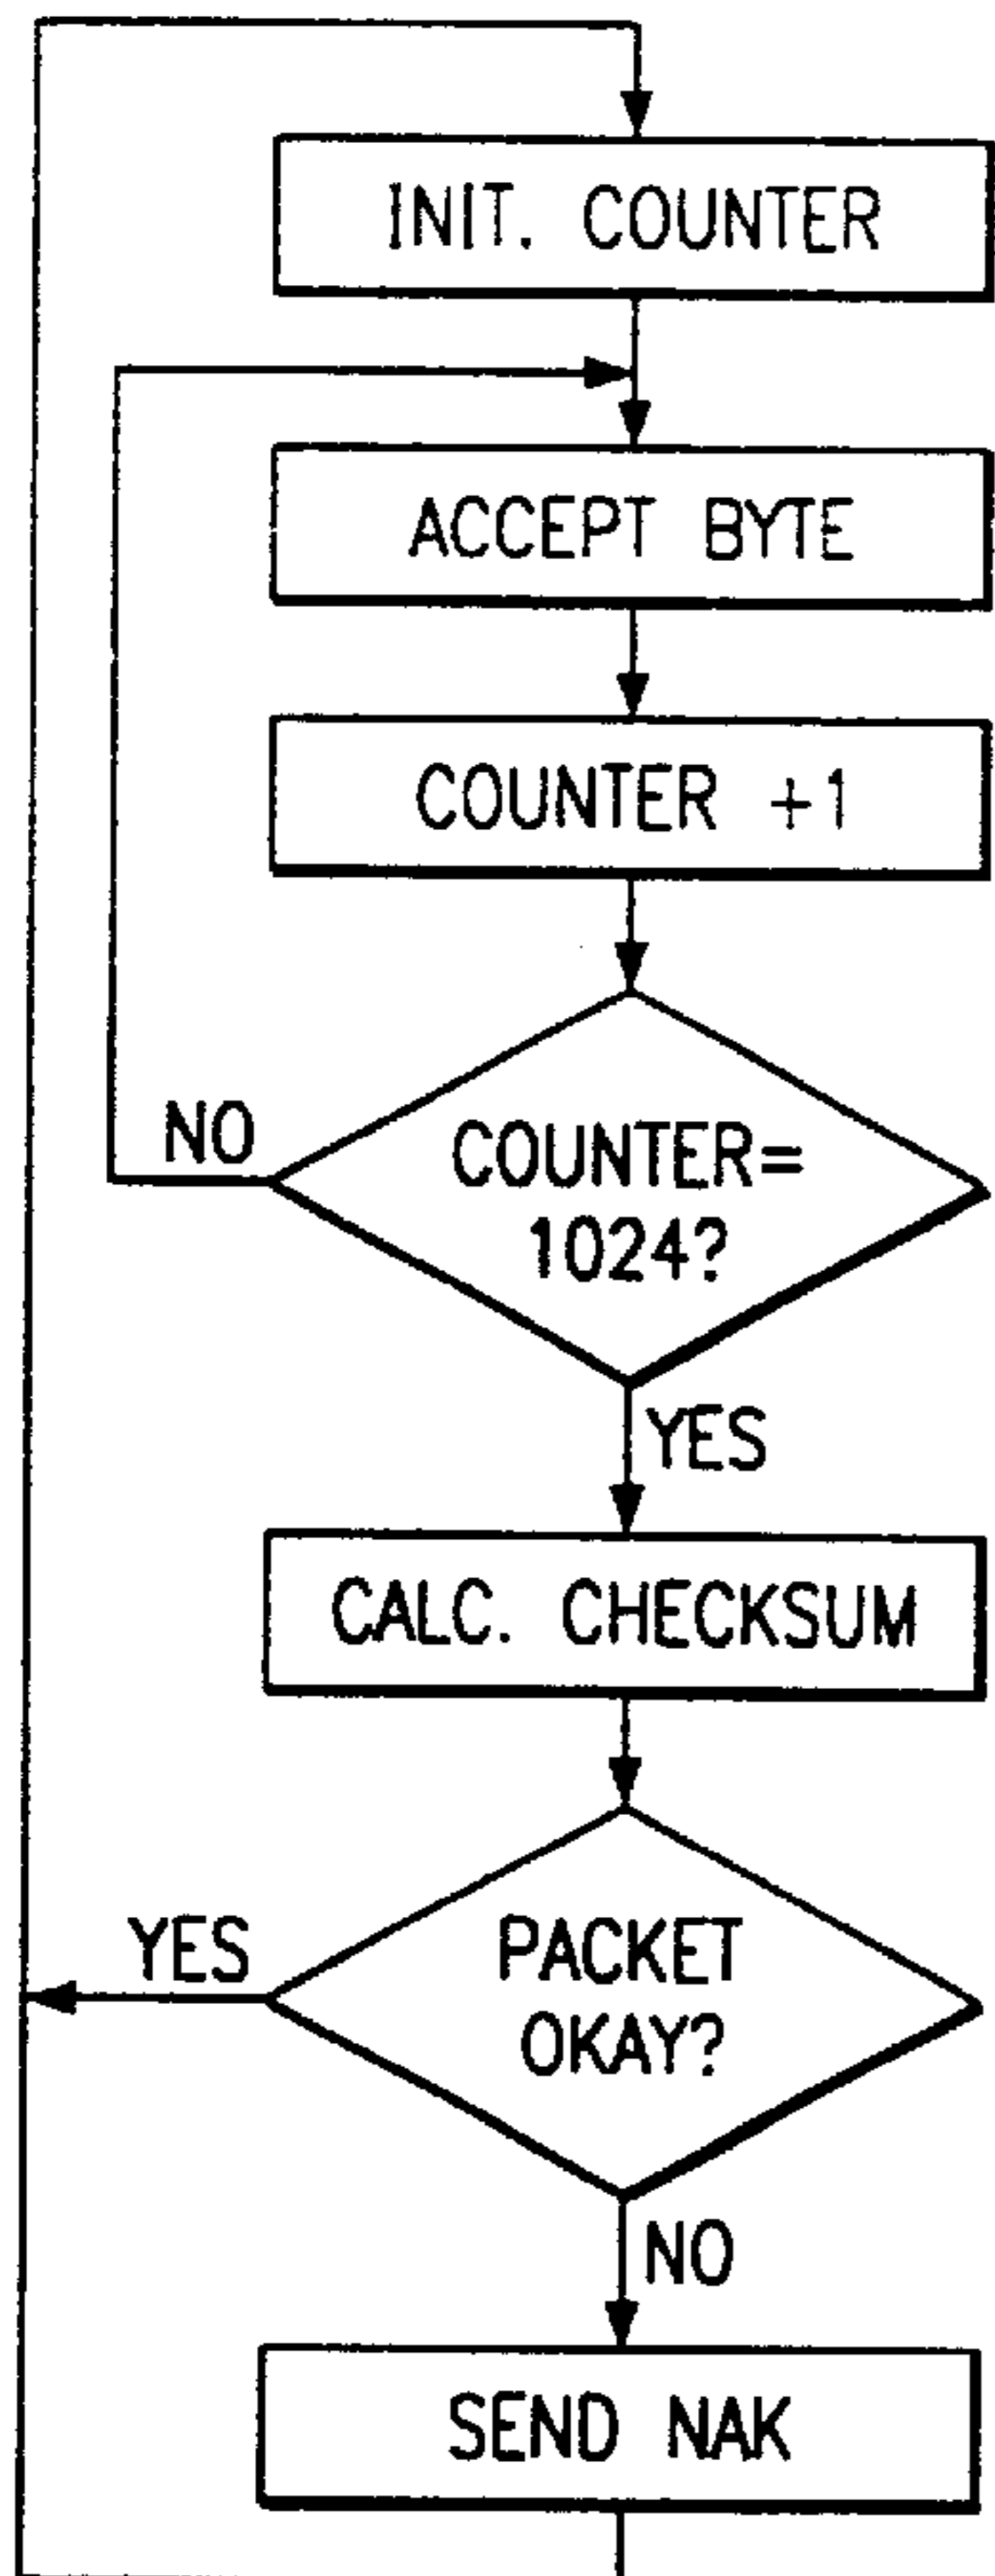 INIT. COUNTER
ACCEPT BYTE
COUNTER +1
NO
COUNTER=
1024?
YES
CALC. CHECKSUM
YES
PACKET
OKAY?
NO
SEND NAK